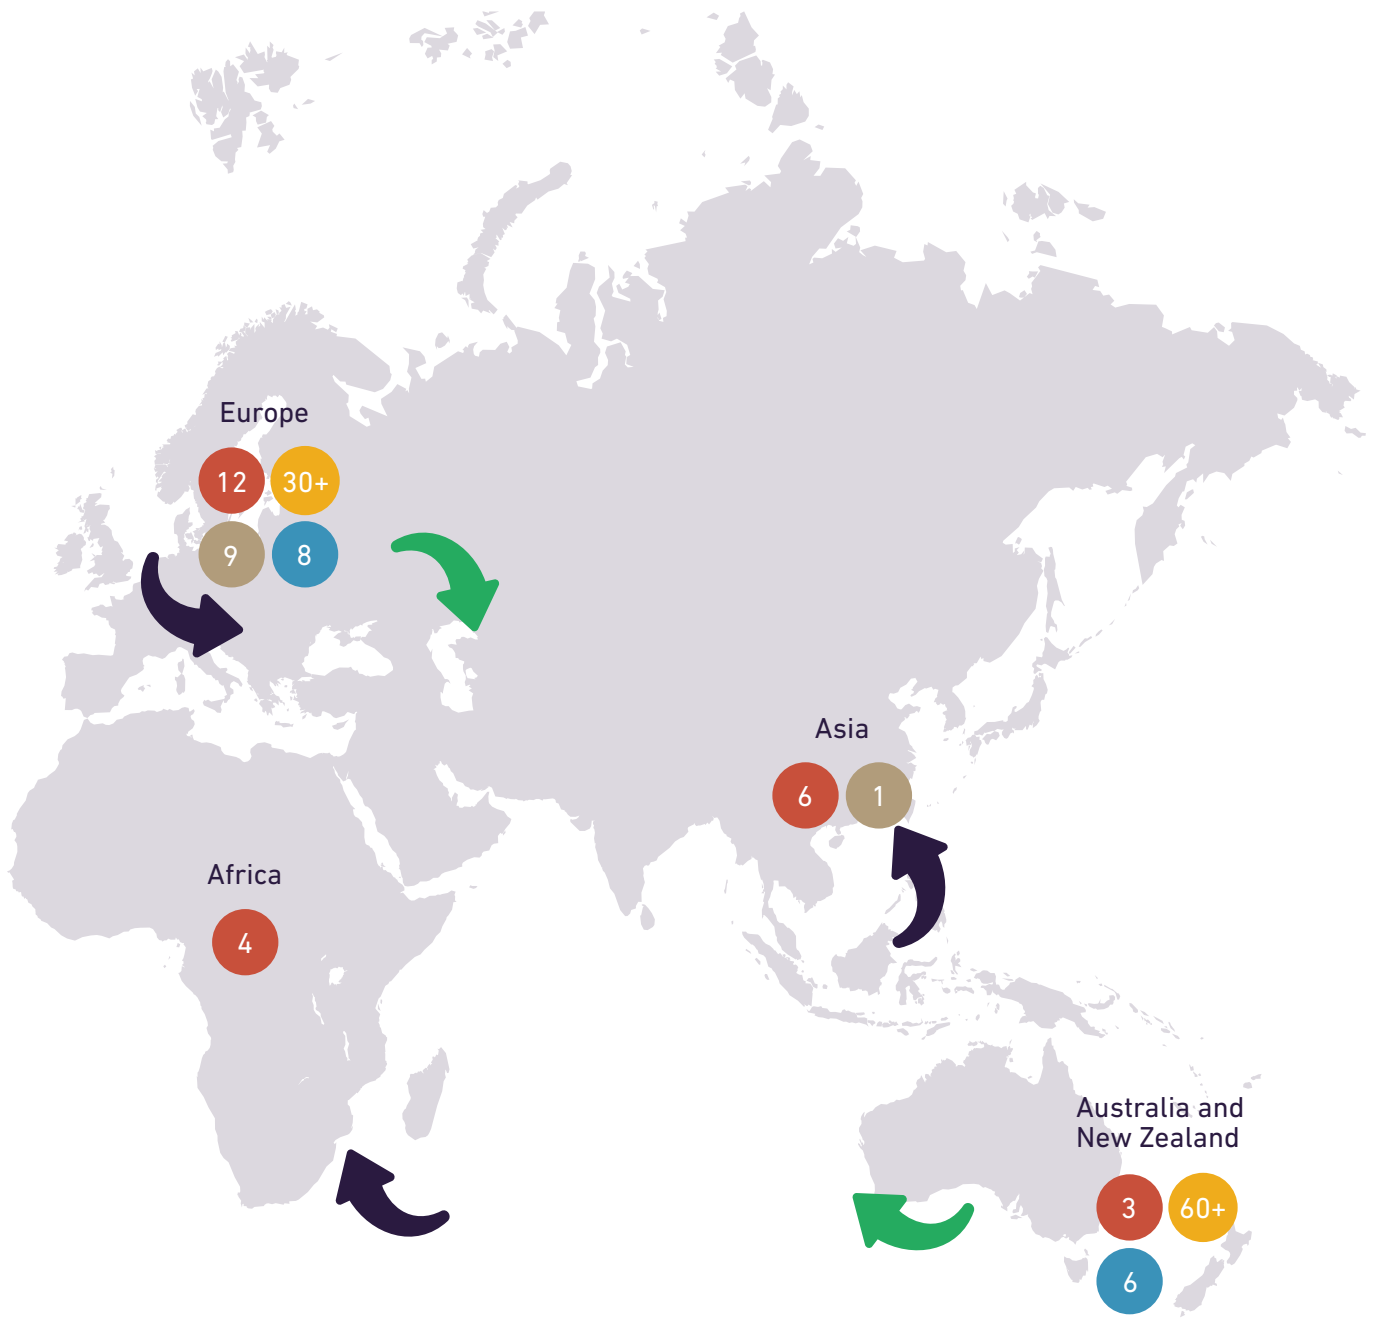 Europe
12 30+
9 8
Asia
6 1
Africa
4
Australia and
New Zealand
3 60+
6